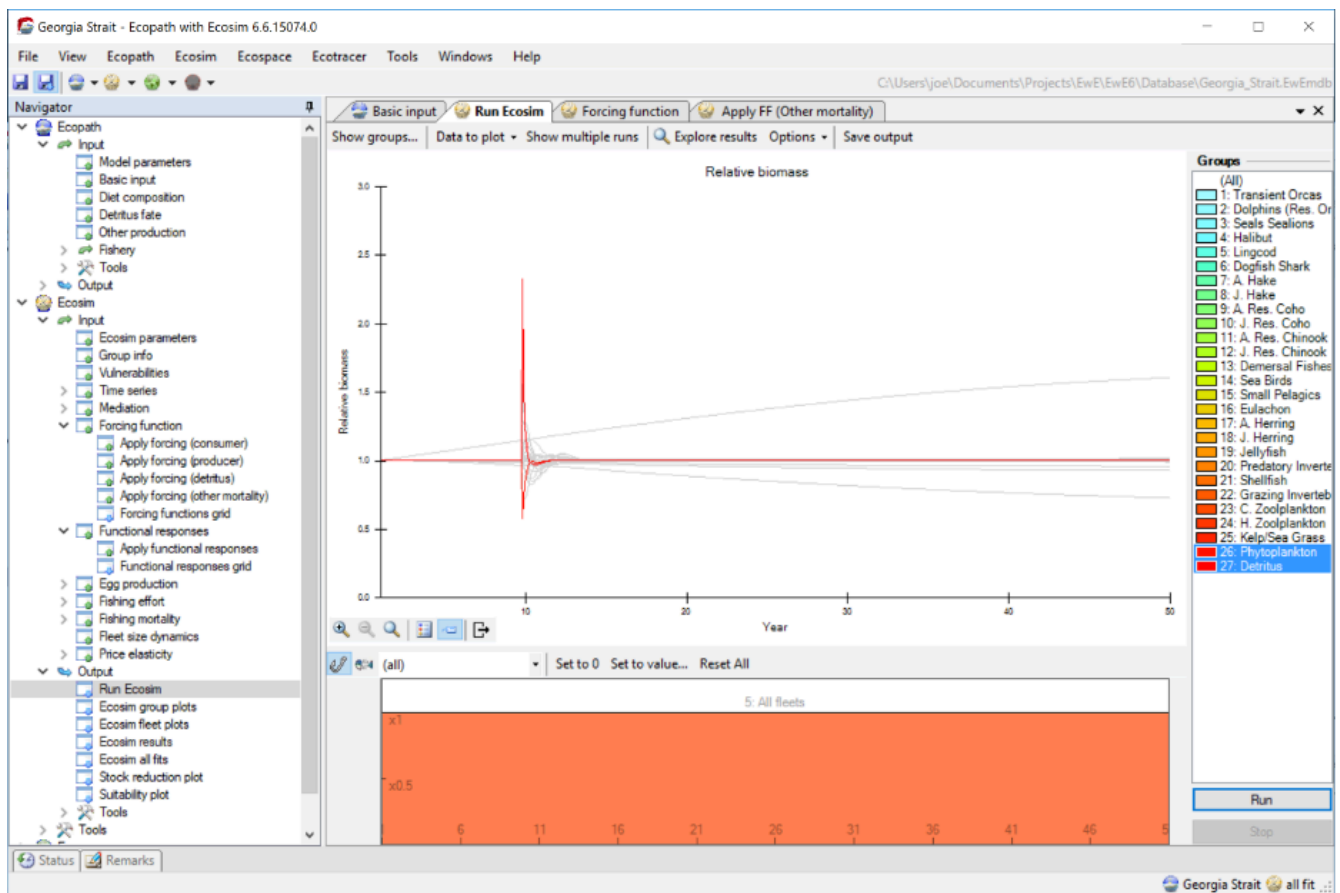 Georgia Strait - Ecopath with Ecosim 6.6.15074.0
File View Ecopath Ecosim Ecospace Ecotracer Tools Windows Help
C:\Users\joe\Documents\Projects\EwE\EwE6\Database\Georgia_Strait.EwEmdb
Navigator
Ecopath
Input
Model parameters
Basic input
Diet composition
Detritus fate
Other production
Fishery
Tools
Output
Ecosim
Input
Ecosim parameters
Group info
Vulnerabilities
Time series
Mediation
Forcing function
Apply forcing (consumer)
Apply forcing (producer)
Apply forcing (detritus)
Apply forcing (other mortality)
Forcing functions grid
Functional responses
Apply functional responses
Functional responses grid
Egg production
Fishing effort
Fishing mortality
Fleet size dynamics
Price elasticity
Output
Run Ecosim
Ecosim group plots
Ecosim fleet plots
Ecosim results
Ecosim all fits
Stock reduction plot
Suitability plot
Tools
Tools
Basic input Run Ecosim Forcing function Apply FF (Other mortality)
Show groups... Data to plot Show multiple runs Explore results Options Save output
Relative biomass
3.0
2.5
2.0
1.5
1.0
0.5
0.0
Relative biomass
10 20 30 40 50
Year
(all) Set to 0 Set to value... Reset All
5: All fleets
x1
x0.5
6 11 16 21 26 31 36 41 46 5
Groups
(All)
1: Transient Orcas
2: Dolphins (Res. Or
3: Seals Sealions
4: Halibut
5: Lingcod
6: Dogfish Shark
7: A. Hake
8: J. Hake
9: A. Res. Coho
10: J. Res. Coho
11: A. Res. Chinook
12: J. Res. Chinook
13: Demersal Fishes
14: Sea Birds
15: Small Pelagics
16: Eulachon
17: A. Herring
18: J. Herring
19: Jellyfish
20: Predatory Inverte
21: Shellfish
22: Grazing Inverteb
23: C. Zoolplankton
24: H. Zoolplankton
25: Kelp/Sea Grass
26: Phytoplankton
27: Detritus
Run
Stop
Status Remarks
Georgia Strait all fit